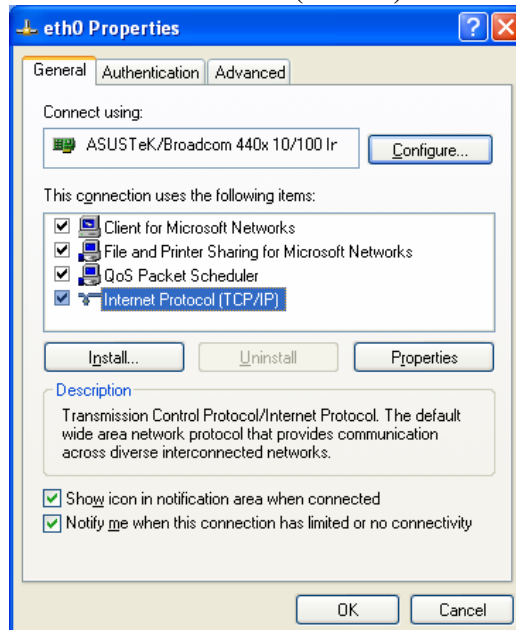 eth0 Properties
General Authentication Advanced
Connect using:
ASUSTeK/Broadcom 440x 10/100 In
Configure...
This connection uses the following items:
Client for Microsoft Networks
File and Printer Sharing for Microsoft Networks
QoS Packet Scheduler
Internet Protocol (TCP/IP)
Install... Uninstall Properties
Description
Transmission Control Protocol/Internet Protocol. The default
wide area network protocol that provides communication
across diverse interconnected networks.
Show icon in notification area when connected
Notify me when this connection has limited or no connectivity
OK Cancel